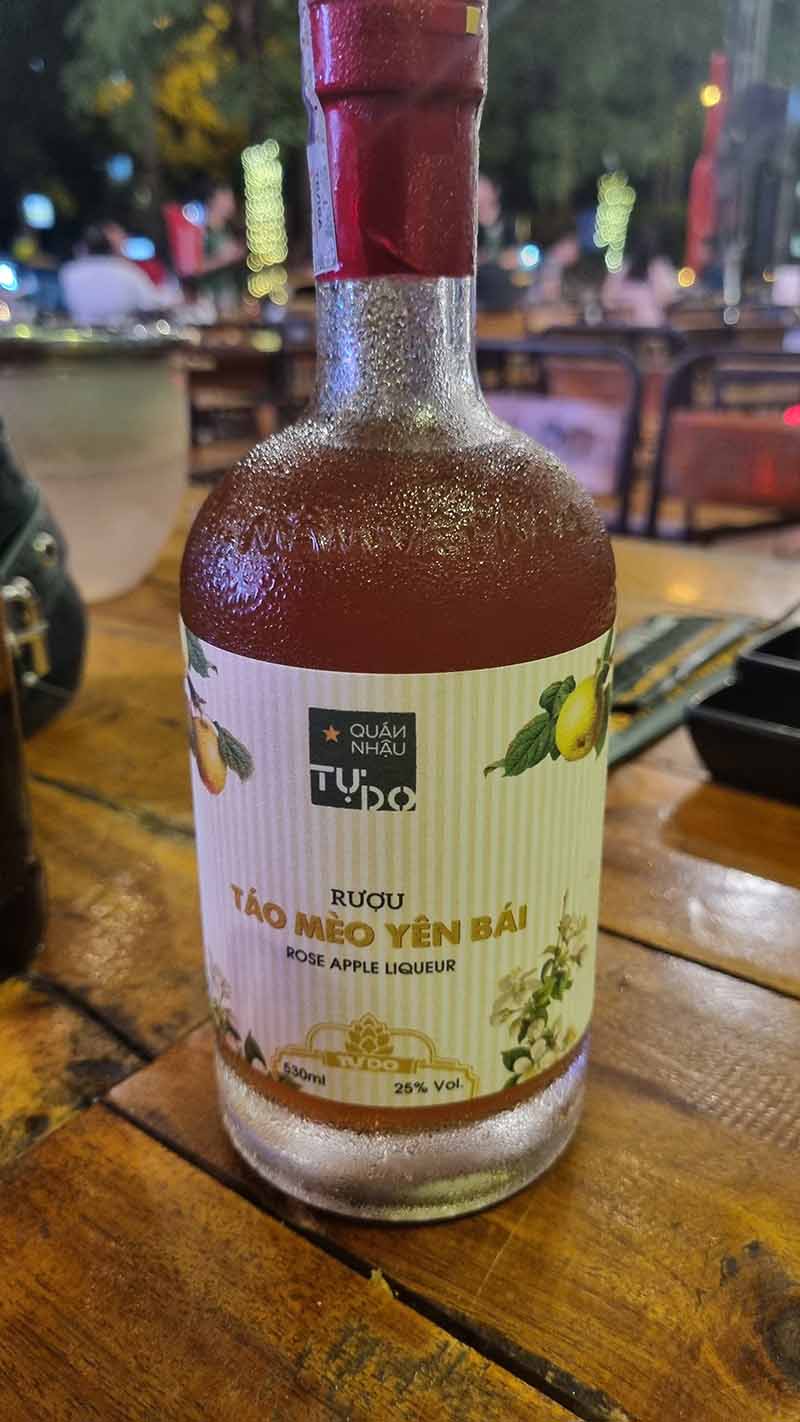 QUÁN
NHẬU
TỰ DO
RƯỢU
TÁO MÈO YÊN BÁI
ROSE APPLE LIQUEUR
TỰ DO
530ml
25% Vol.